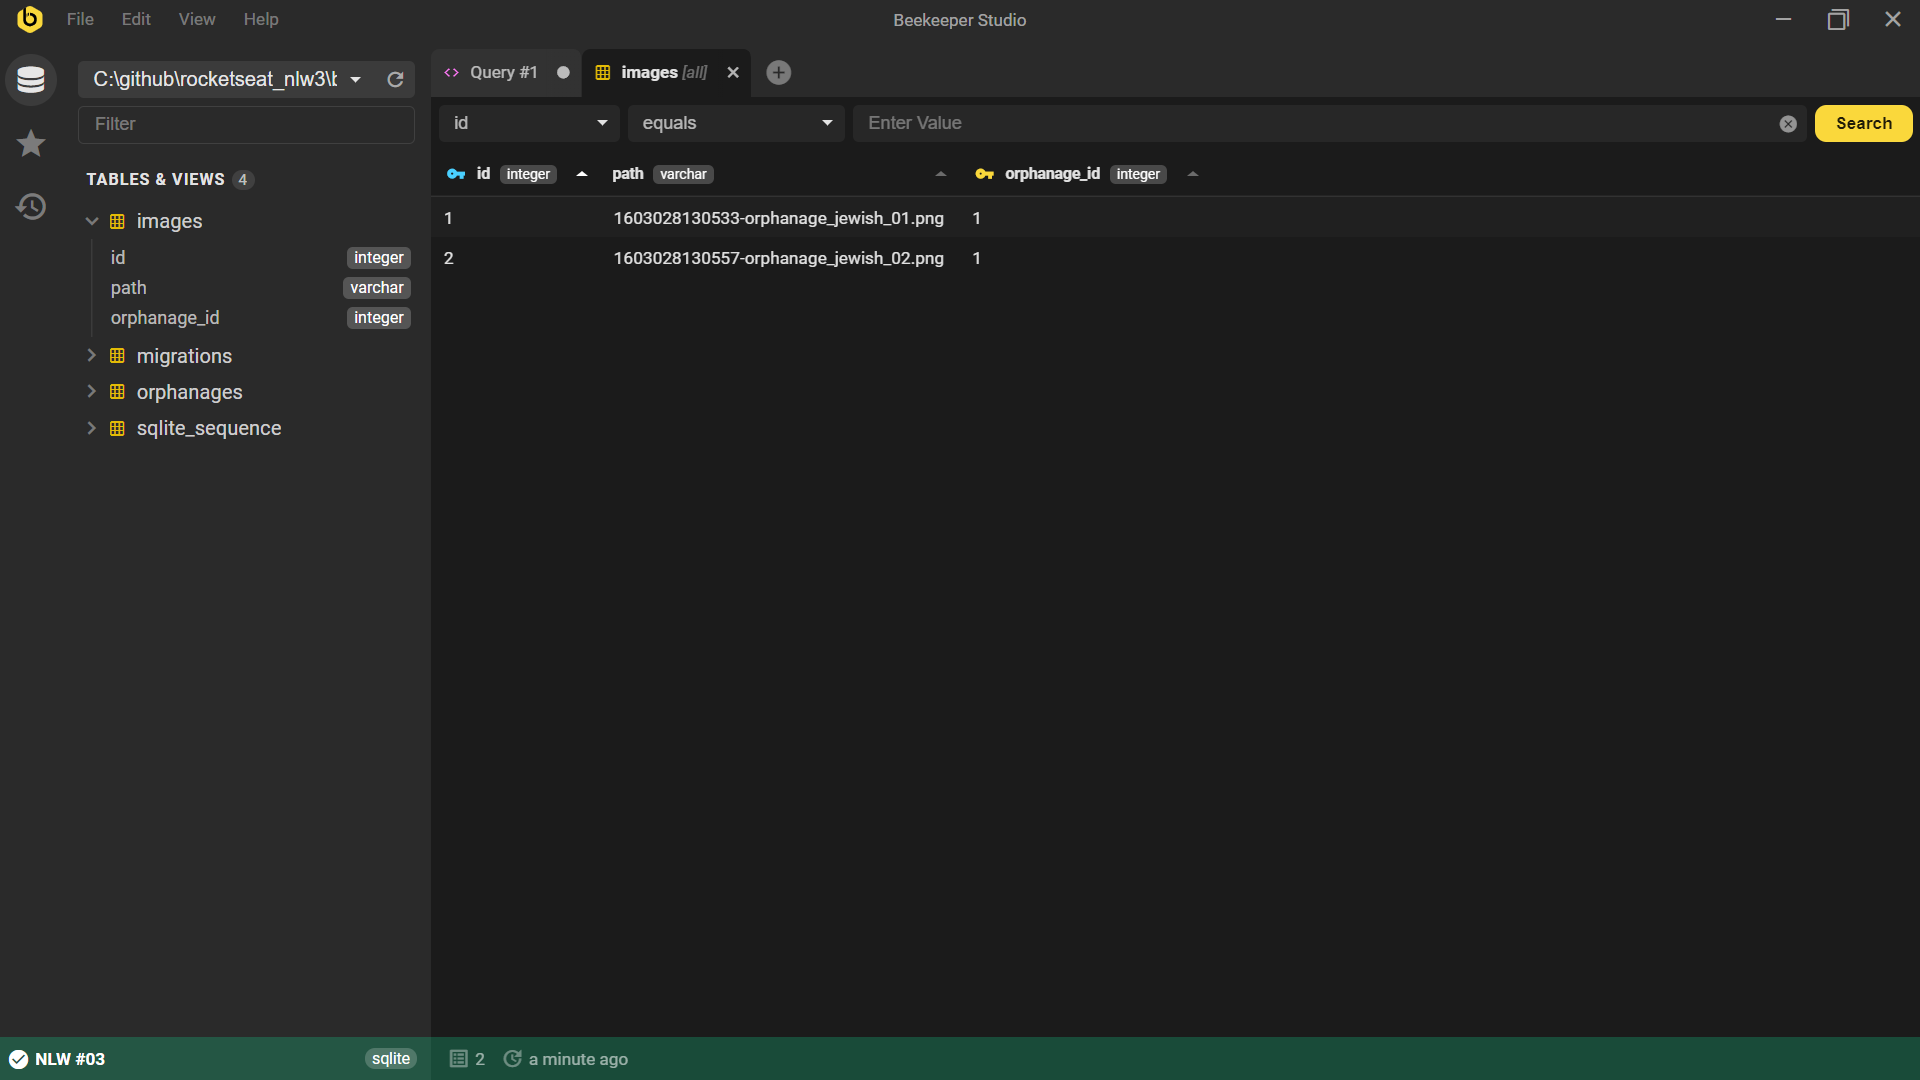 File Edit View Help
Beekeeper Studio
C:\github\rocketseat_nlw3\
Filter
TABLES & VIEWS 4
images
id integer
path varchar
orphanage_id integer
migrations
orphanages
sqlite_sequence
Query #1
images [all]
id
equals
Enter Value
Search
id integer path varchar orphanage_id integer
1 1603028130533-orphanage_jewish_01.png 1
2 1603028130557-orphanage_jewish_02.png 1
NLW #03 sqlite
2 a minute ago